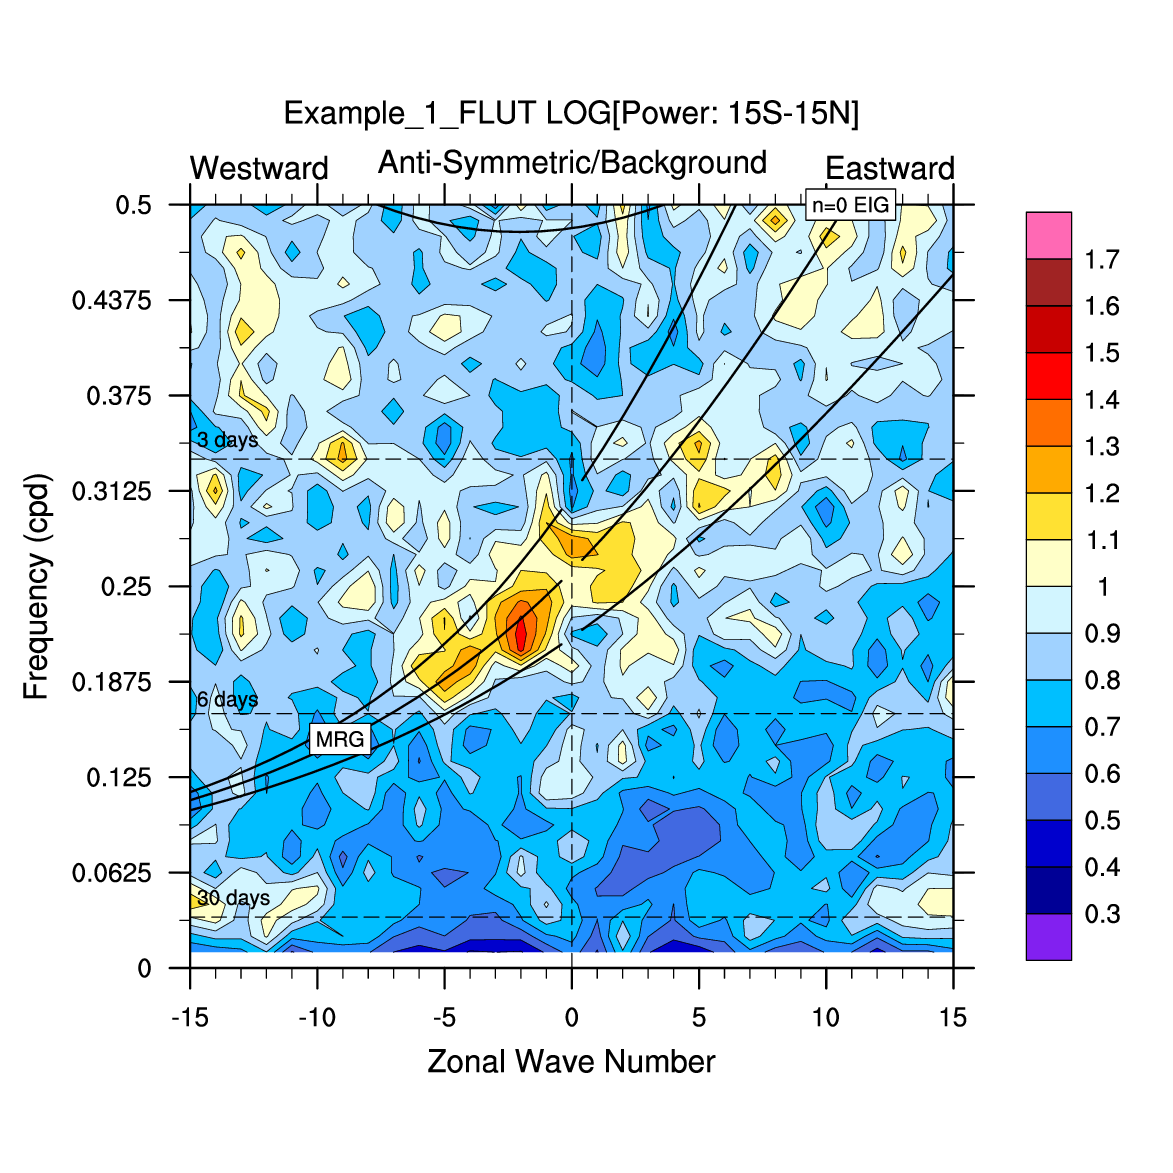 Example_1_FLUT LOG[Power: 15S-15N]
Westward Anti-Symmetric/Background Eastward
0.5
0.4375
0.375
0.3125
0.25
0.1875
0.125
0.0625
0
Frequency (cpd)
n=0 EIG
3 days
6 days
MRG
30 days
-15 -10 -5 0 5 10 15
Zonal Wave Number
1.7
1.6
1.5
1.4
1.3
1.2
1.1
1
0.9
0.8
0.7
0.6
0.5
0.4
0.3